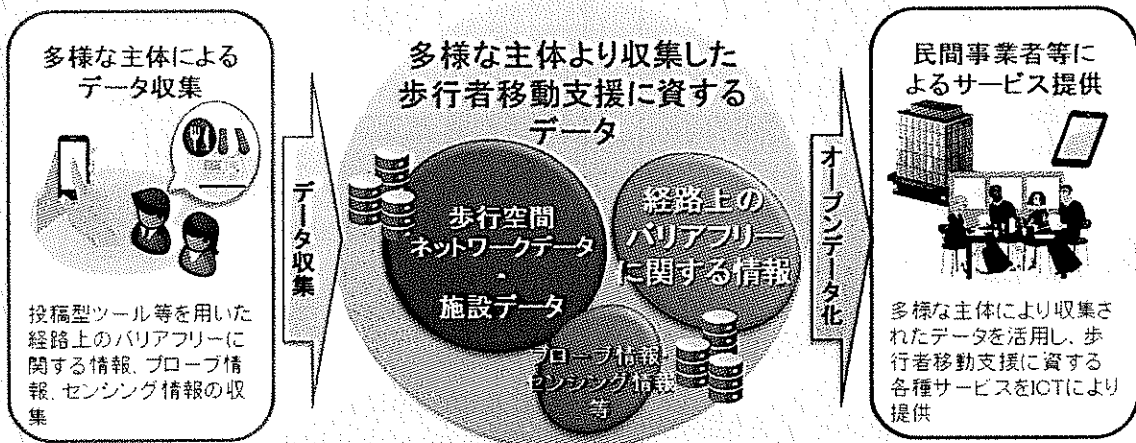 多様な主体による
データ収集
投稿型ツール等を用いた
経路上のバリアフリーに
関する情報、プローブ情
報、センシング情報の収
集
データ収集
多様な主体より収集した
歩行者移動支援に資する
データ
歩行空間
ネットワークデータ
・
施設データ
経路上の
バリアフリー
に関する情報
プローブ情報・
センシング情報
等
オープンデータ化
民間事業者等に
よるサービス提供
多様な主体により収集さ
れたデータを活用し、歩
行者移動支援に資する
各種サービスをICTにより
提供